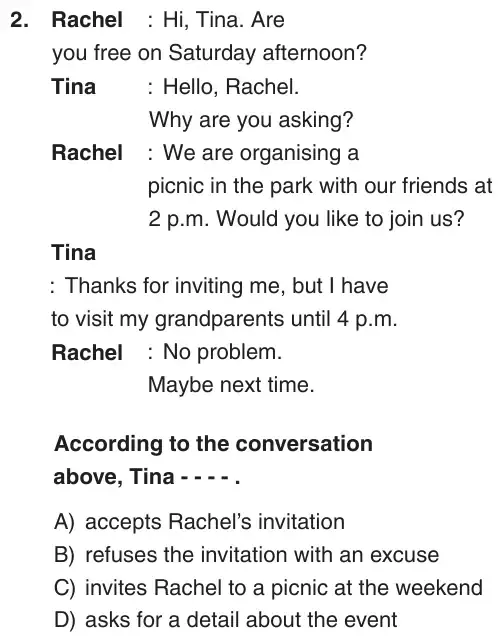 2. Rachel : Hi, Tina. Are
you free on Saturday afternoon?
Tina : Hello, Rachel.
Why are you asking?
Rachel : We are organising a
picnic in the park with our friends at
2 p.m. Would you like to join us?
Tina
: Thanks for inviting me, but I have
to visit my grandparents until 4 p.m.
Rachel : No problem.
Maybe next time.
According to the conversation
above, Tina - - - - .
A) accepts Rachel's invitation
B) refuses the invitation with an excuse
C) invites Rachel to a picnic at the weekend
D) asks for a detail about the event